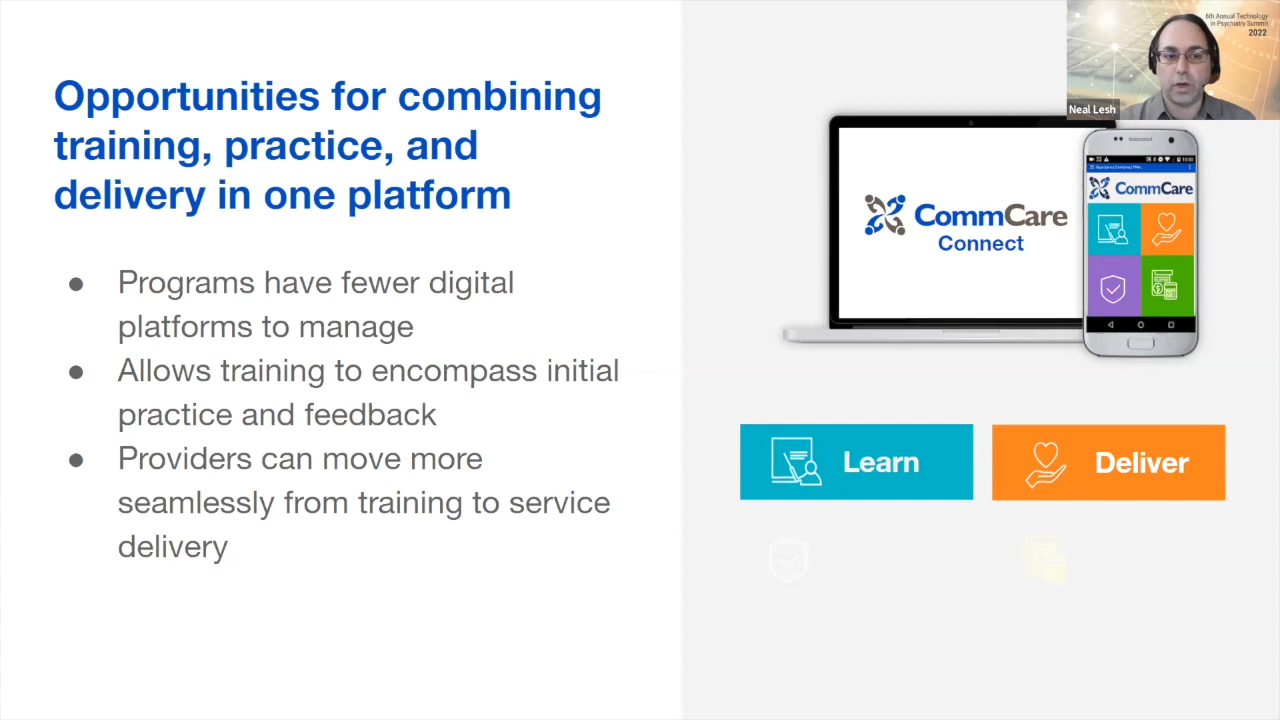 6th Annual Technology
in Psychiatry Summit
2022
Neal Lesh
Opportunities for combining
training, practice, and
delivery in one platform
● Programs have fewer digital
platforms to manage
● Allows training to encompass initial
practice and feedback
● Providers can move more
seamlessly from training to service
delivery
CommCare
Connect
CommCare
Learn
Deliver